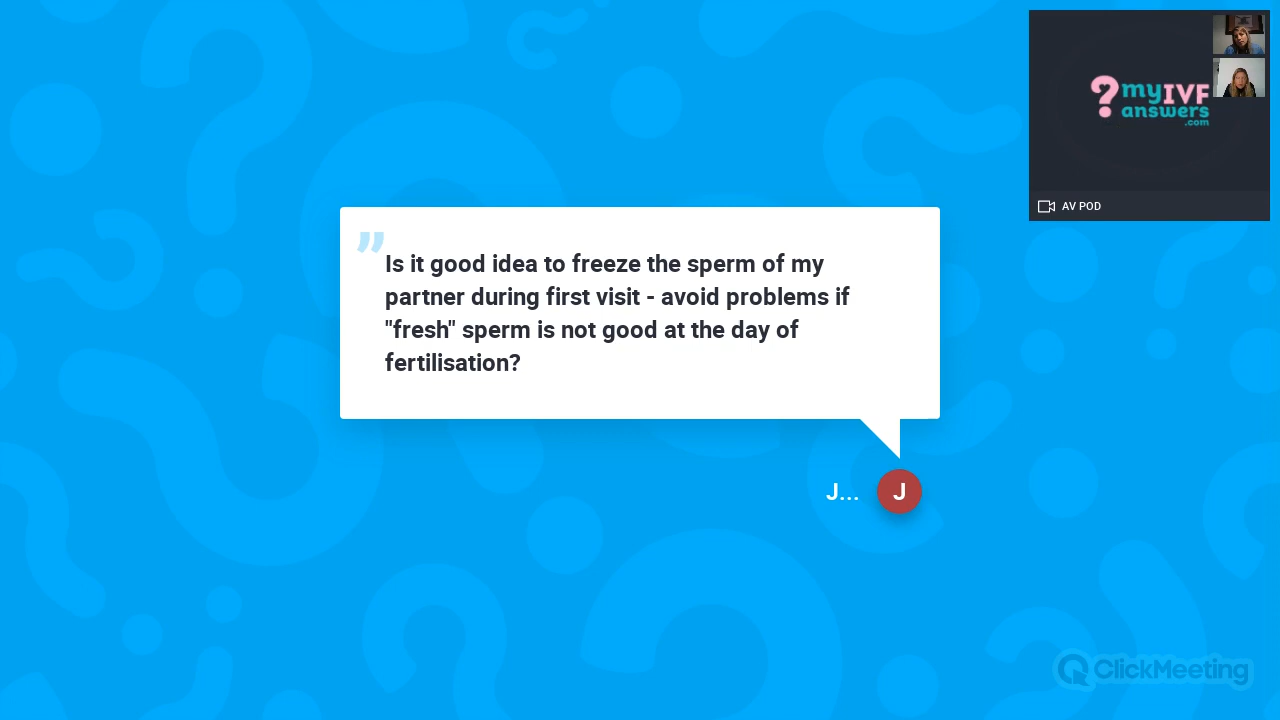 myIVF
answers
.com
AV POD
Is it good idea to freeze the sperm of my
partner during first visit - avoid problems if
"fresh" sperm is not good at the day of
fertilisation?
J... J
ClickMeeting